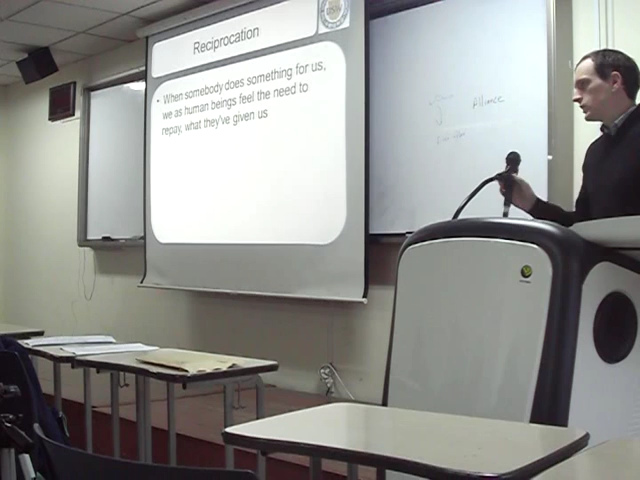 Reciprocation
• When somebody does something for us,
we as human beings feel the need to
repay, what they've given us
Alliance